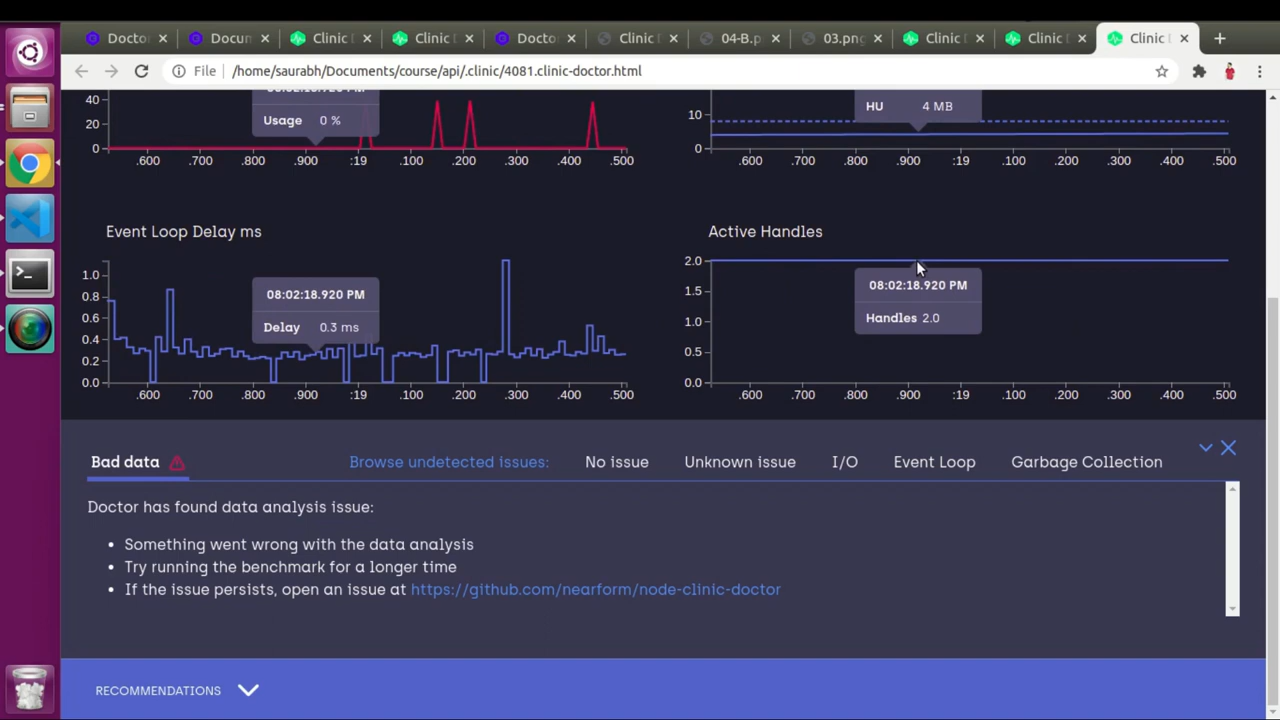 Doctor
Docum
Clinic D
Clinic D
Doctor
Clinic D
04-B.p
03.png
Clinic D
Clinic D
Clinic D
File
/home/saurabh/Documents/course/api/.clinic/4081.clinic-doctor.html
40
20
0
Usage 0 %
.600 .700 .800 .900 :19 .100 .200 .300 .400 .500
10
0
HU 4 MB
.600 .700 .800 .900 :19 .100 .200 .300 .400 .500
Event Loop Delay ms
1.0
0.8
0.6
0.4
0.2
0.0
08:02:18.920 PM
Delay 0.3 ms
.600 .700 .800 .900 :19 .100 .200 .300 .400 .500
Active Handles
2.0
1.5
1.0
0.5
0.0
08:02:18.920 PM
Handles 2.0
.600 .700 .800 .900 :19 .100 .200 .300 .400 .500
Bad data
Browse undetected issues: No issue Unknown issue I/O Event Loop Garbage Collection
Doctor has found data analysis issue:
• Something went wrong with the data analysis
• Try running the benchmark for a longer time
• If the issue persists, open an issue at https://github.com/nearform/node-clinic-doctor
RECOMMENDATIONS